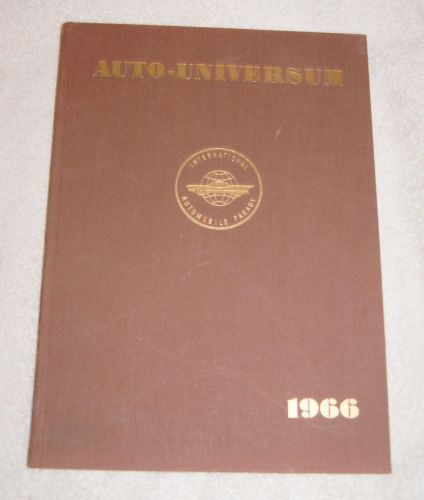 AUTO-UNIVERSUM
INTERNATIONAL
AUTOMOBILE PARADE
1966